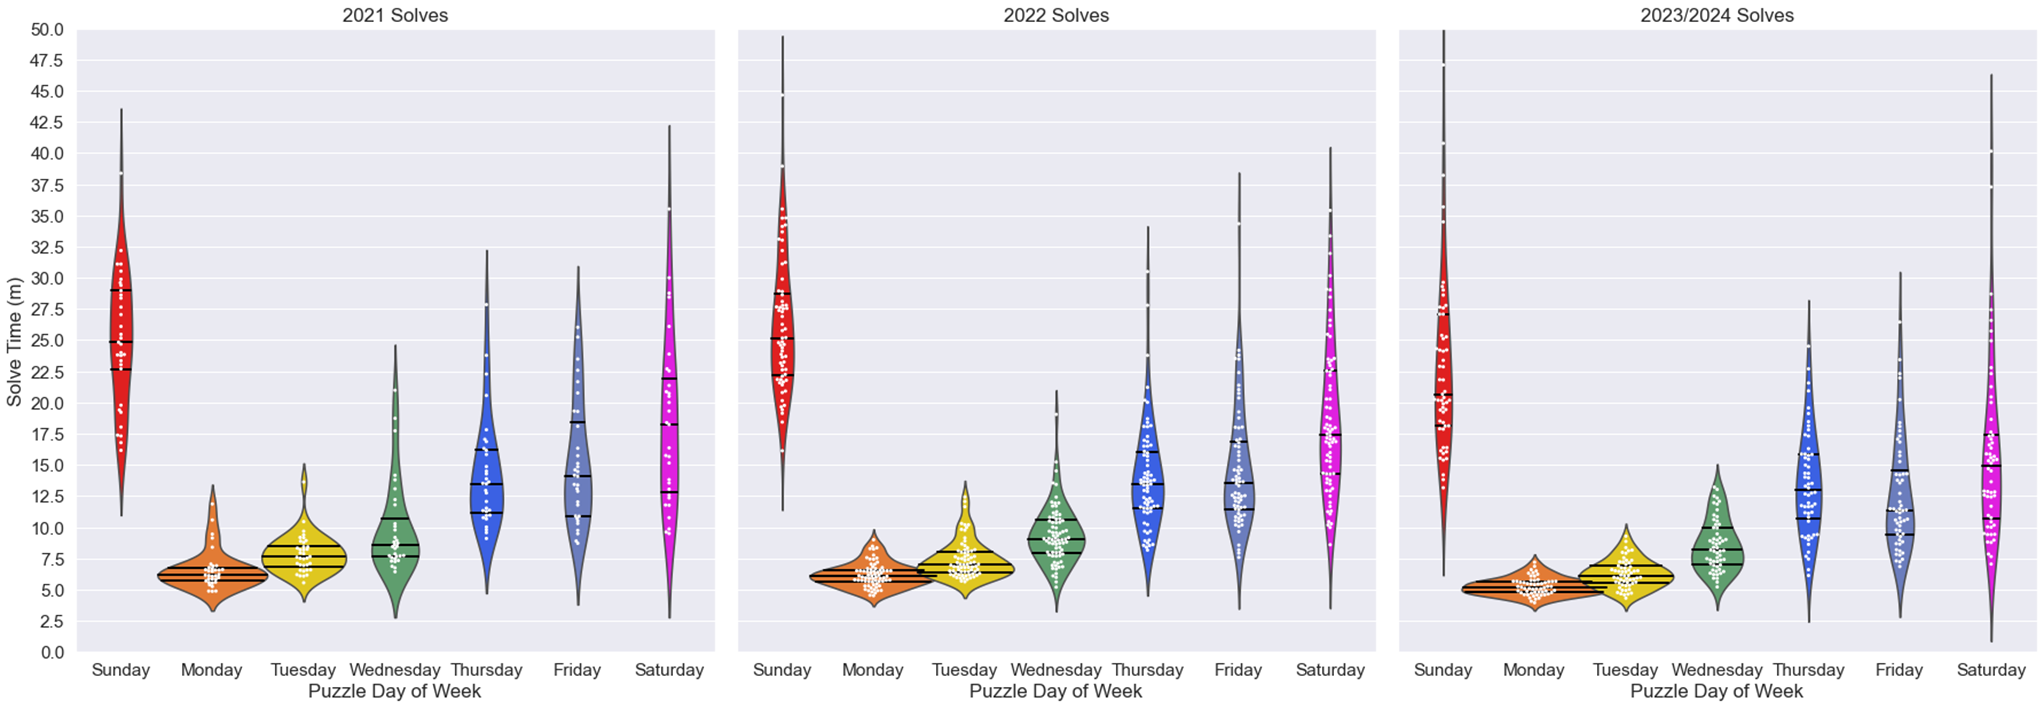 2021 Solves
2022 Solves
2023/2024 Solves
Solve Time (m)
50.0
47.5
45.0
42.5
40.0
37.5
35.0
32.5
30.0
27.5
25.0
22.5
20.0
17.5
15.0
12.5
10.0
7.5
5.0
2.5
0.0
Sunday Monday Tuesday Wednesday Thursday Friday Saturday
Puzzle Day of Week
Sunday Monday Tuesday Wednesday Thursday Friday Saturday
Puzzle Day of Week
Sunday Monday Tuesday Wednesday Thursday Friday Saturday
Puzzle Day of Week